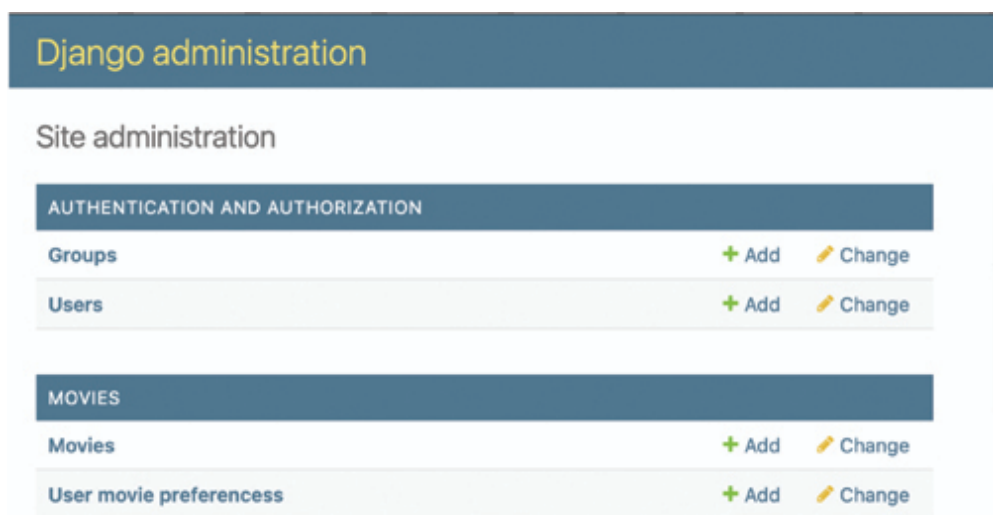 Django administration
Site administration
AUTHENTICATION AND AUTHORIZATION
Groups Add Change
Users Add Change
MOVIES
Movies Add Change
User movie preferencess Add Change